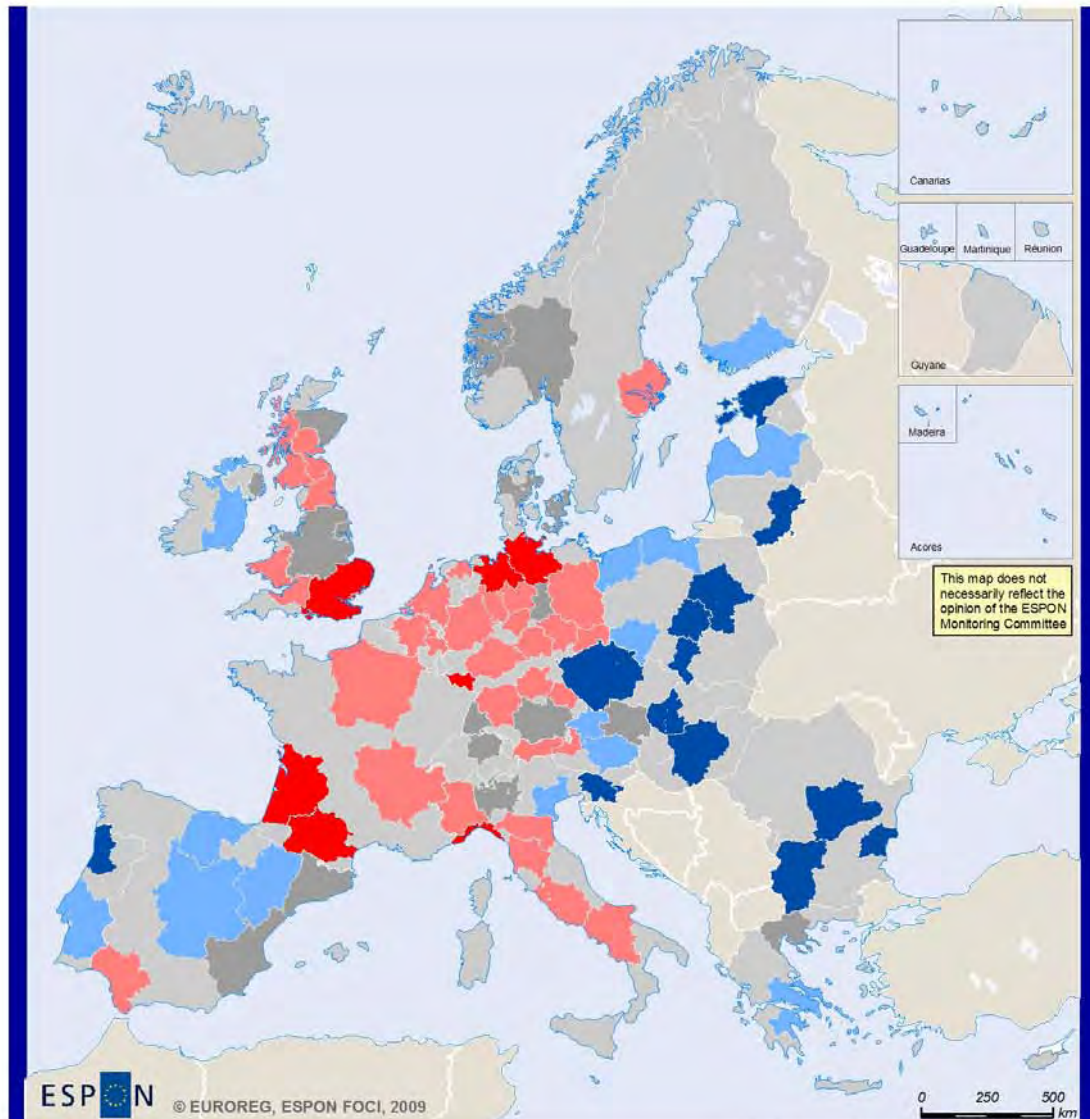 Canarias
Guadeloupe
Martinique
Réunion
Guyane
Madeira
Acores
This map does not
necessarily reflect the
opinion of the ESPON
Monitoring Committee
ESPON
© EUROREG, ESPON FOCI, 2009
0 250 500
km